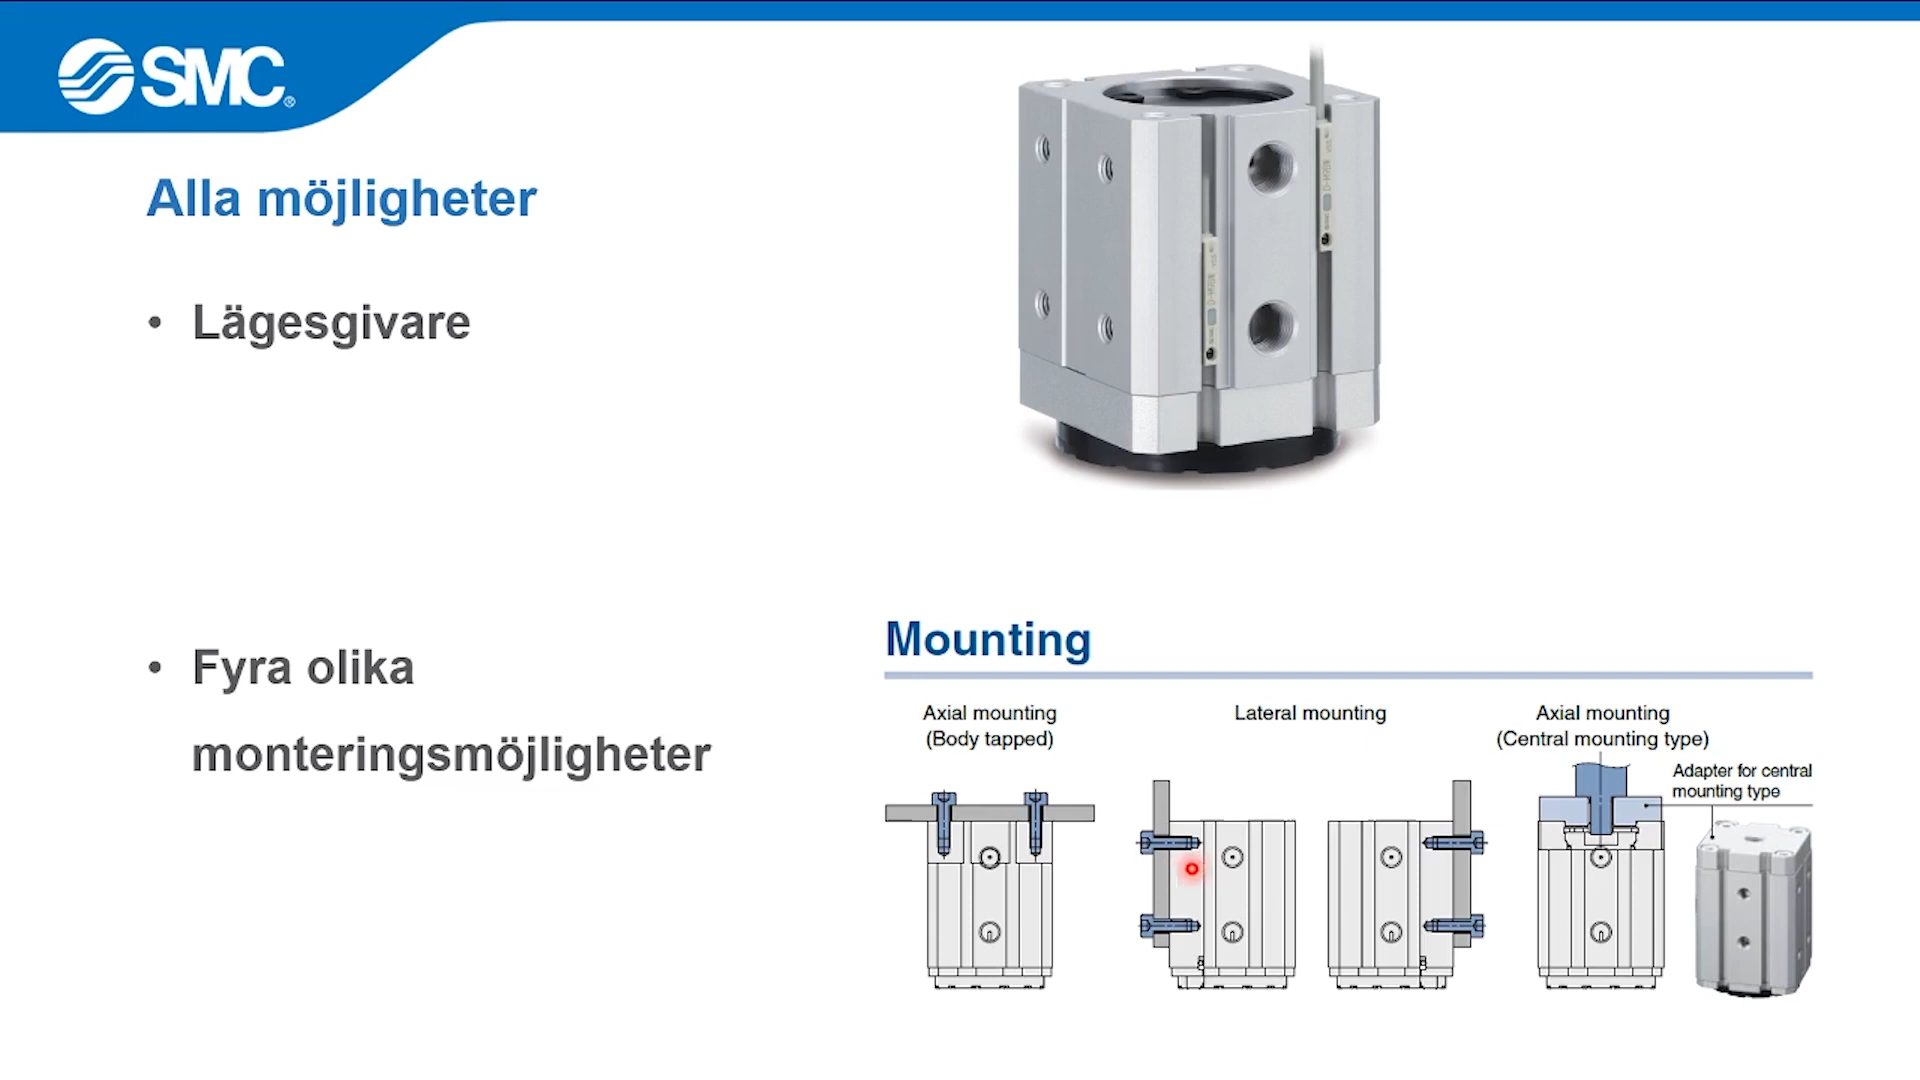 SMC®
Alla möjligheter
• Lägesgivare
• Fyra olika
monteringsmöjligheter
Mounting
Axial mounting
(Body tapped)
Lateral mounting
Axial mounting
(Central mounting type)
Adapter for central
mounting type